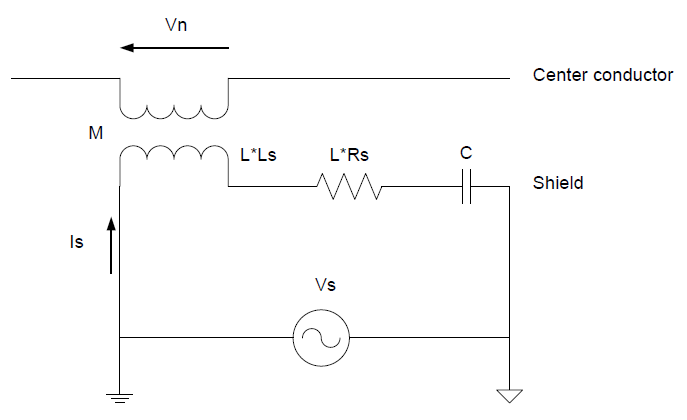 Vn
Center conductor
M
L*Ls
L*Rs
C
Shield
Is
Vs